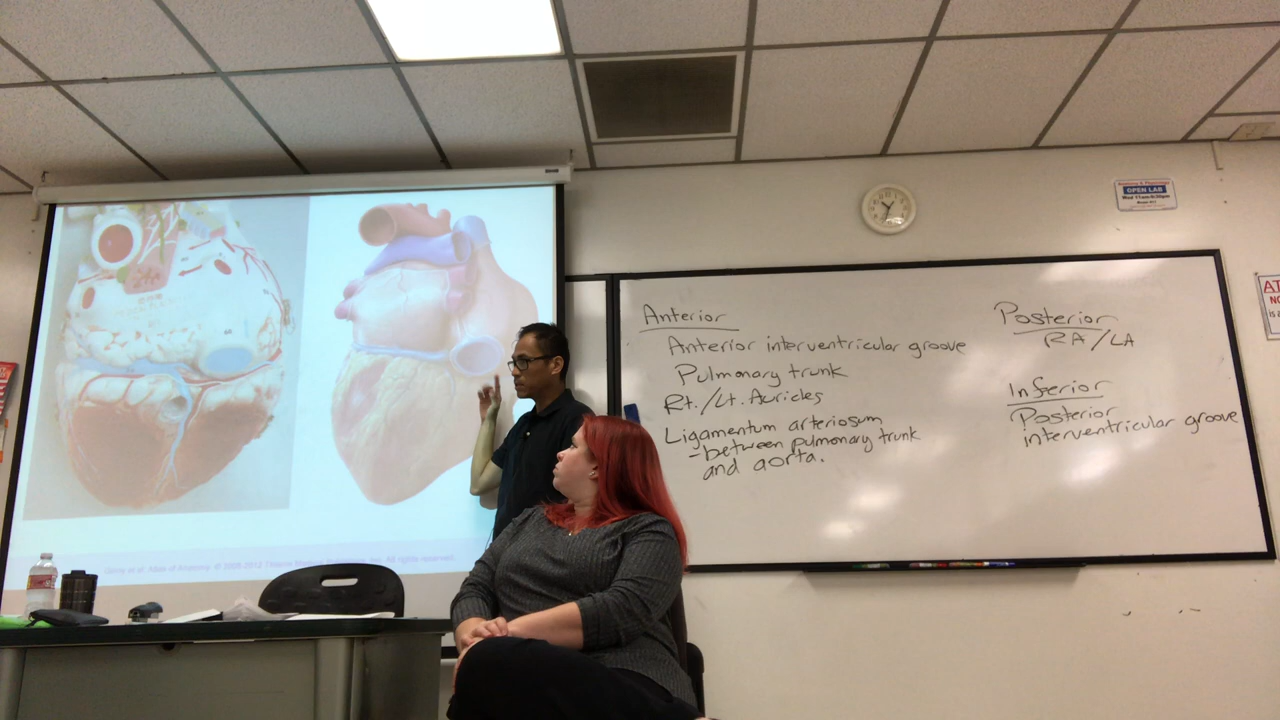 Anterior
Anterior interventricular groove
Pulmonary trunk
Rt./Lt. Auricles
Ligamentum arteriosum
-between pulmonary trunk
and aorta.
Posterior
RA/LA
Inferior
Posterior
interventricular groove
OPEN LAB